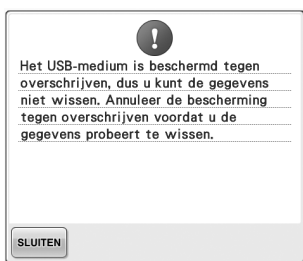 Het USB-medium is beschermd tegen
overschrijven, dus u kunt de gegevens
niet wissen. Annuleer de bescherming
tegen overschrijven voordat u de
gegevens probeert te wissen.
SLUITEN